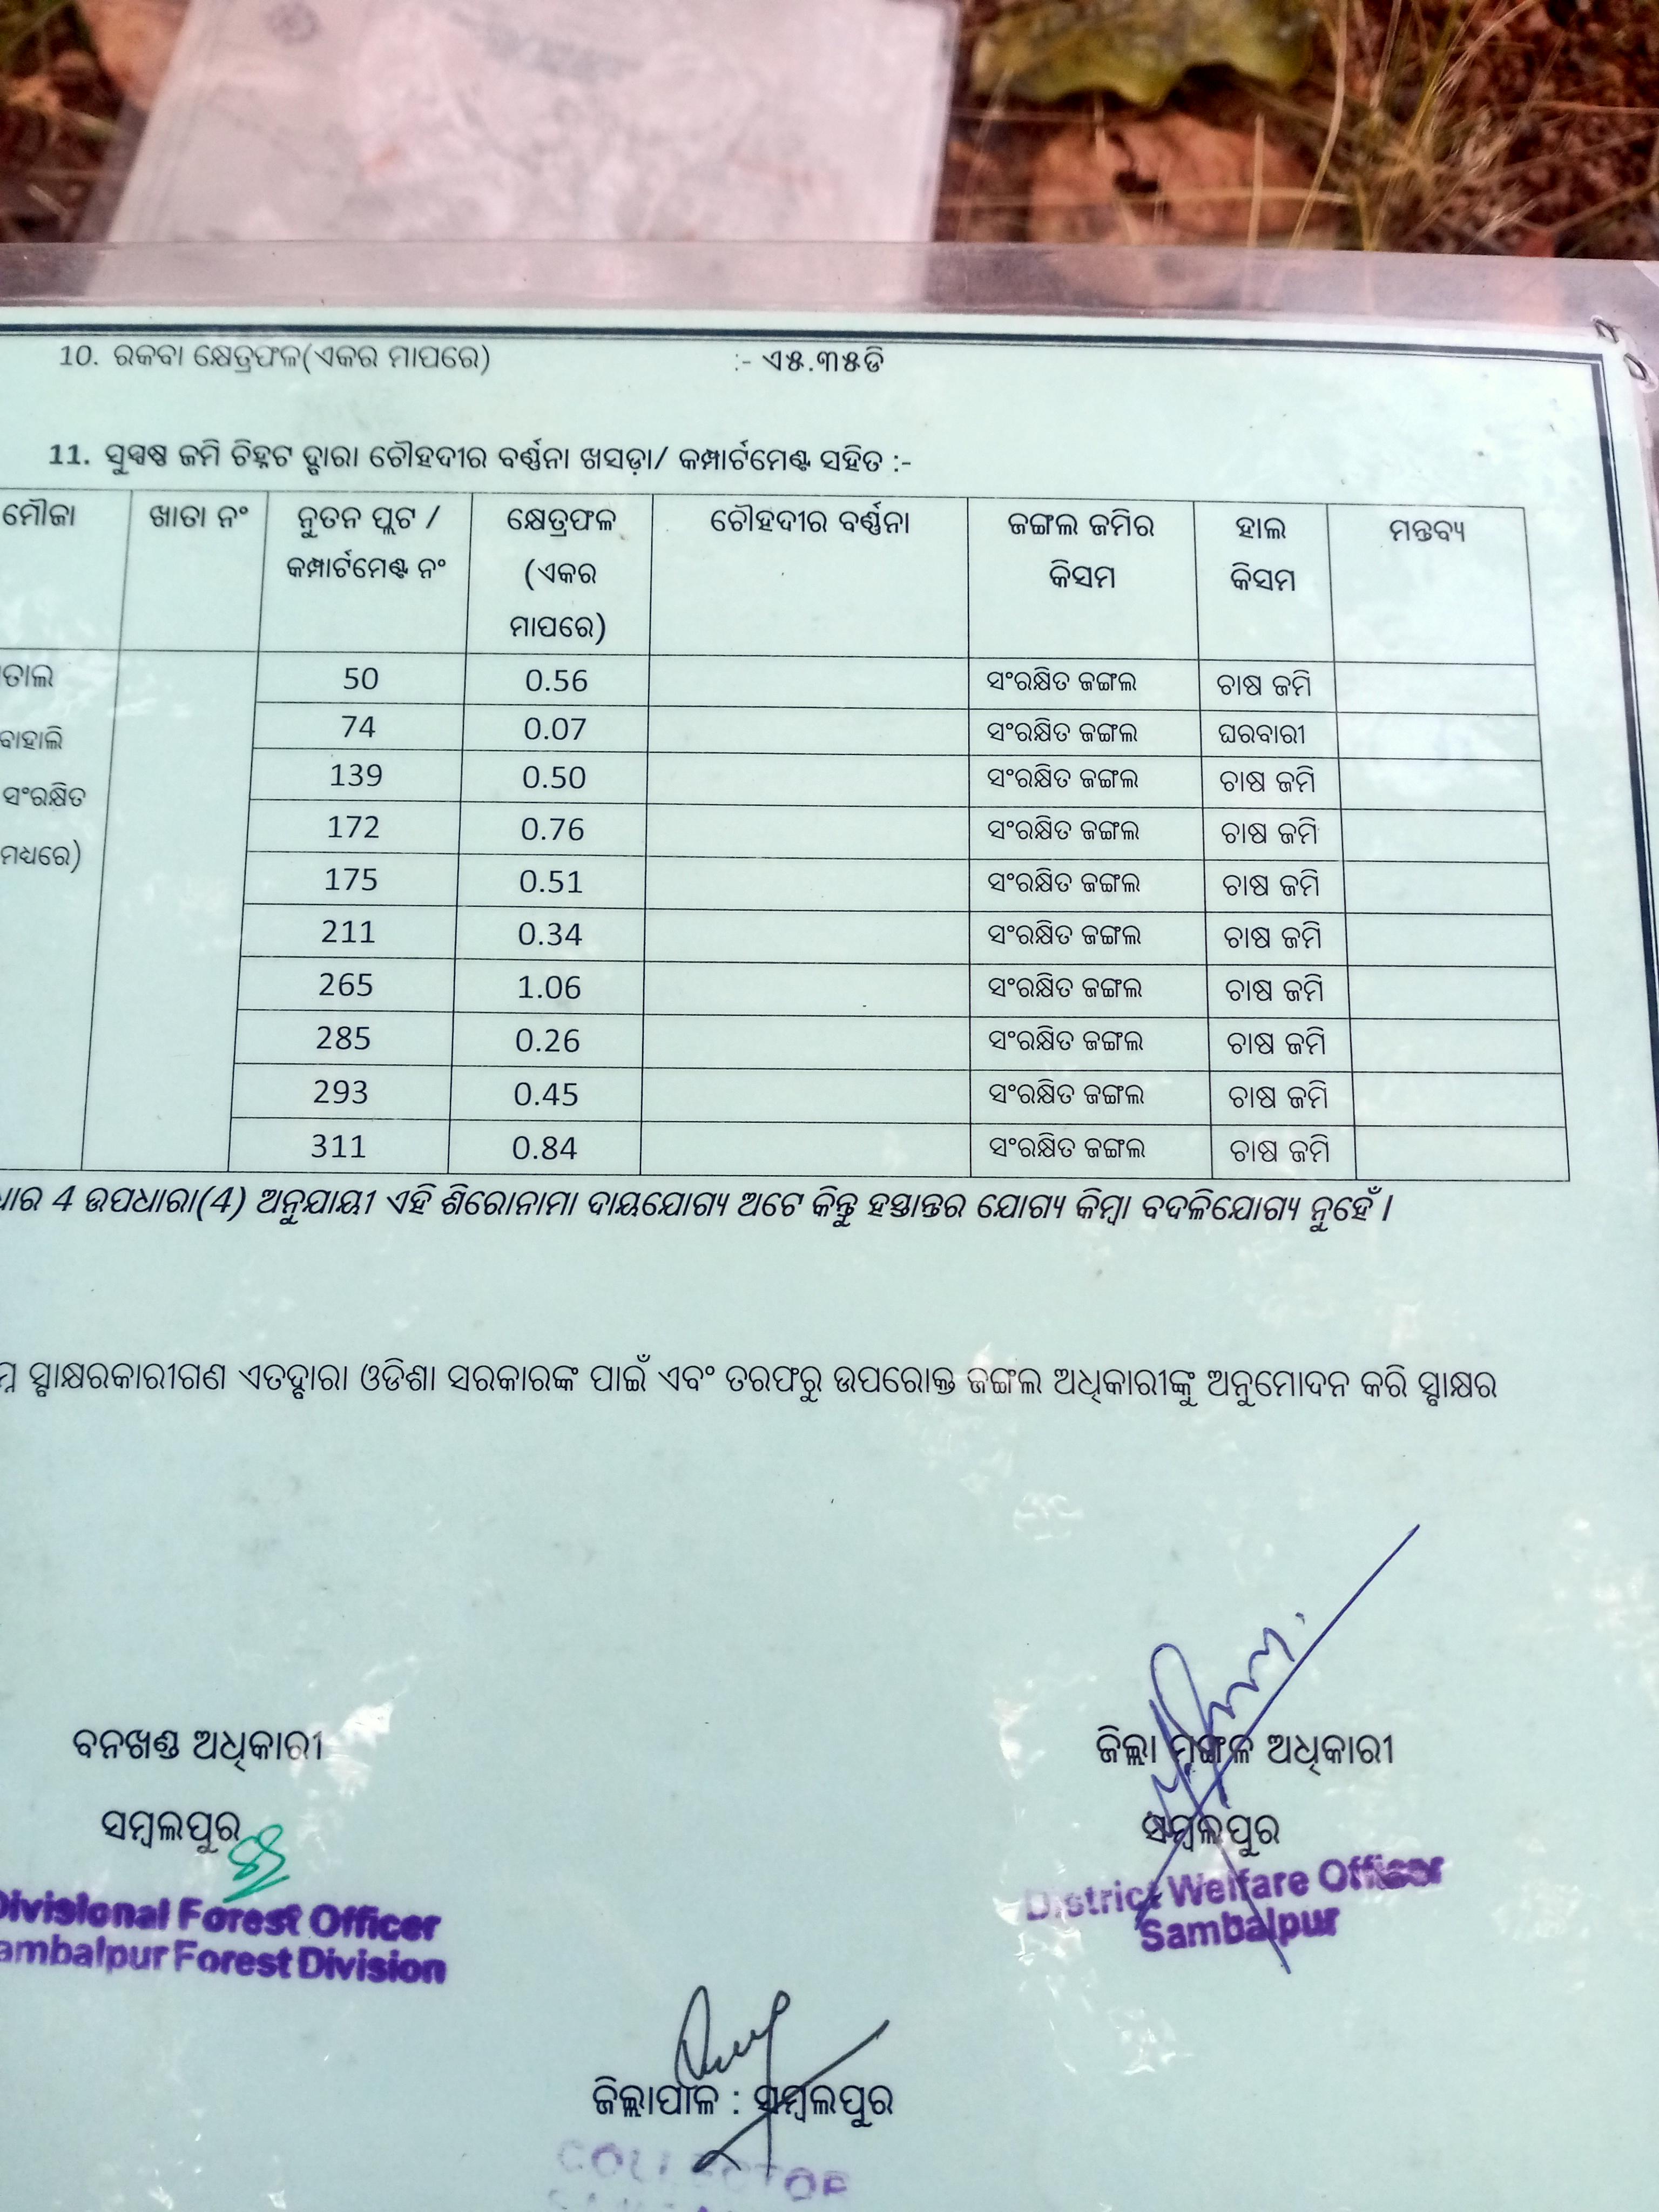 10. ରକବା କ୍ଷେତ୍ରଫଳ(ଏକର ମାପରେ) :- ଏ୫.୩୫ଡି
11. ସୁସ୍ପଷ୍ଟ ଜମି ଚିହ୍ନଟ ଦ୍ବାରା ଚୌହଦୀର ବର୍ଣ୍ଣନା ଖସଡ଼ା/ କମ୍ପାର୍ଟମେଣ୍ଟ ସହିତ :-
ମୌଜା ଖାତା ନଂ ନୁତନ ପ୍ଲଟ / କମ୍ପାର୍ଟମେଣ୍ଟ ନଂ କ୍ଷେତ୍ରଫଳ (ଏକର ମାପରେ) ଚୌହଦୀର ବର୍ଣ୍ଣନା ଜଙ୍ଗଲ ଜମିର କିସମ ହାଲ କିସମ ମନ୍ତବ୍ୟ
50 0.56 ସଂରକ୍ଷିତ ଜଙ୍ଗଲ ଚାଷ ଜମି
74 0.07 ସଂରକ୍ଷିତ ଜଙ୍ଗଲ ଘରବାରୀ
ସଂରକ୍ଷିତ 139 0.50 ସଂରକ୍ଷିତ ଜଙ୍ଗଲ ଚାଷ ଜମି
ମଧ୍ୟରେ) 172 0.76 ସଂରକ୍ଷିତ ଜଙ୍ଗଲ ଚାଷ ଜମି
175 0.51 ସଂରକ୍ଷିତ ଜଙ୍ଗଲ ଚାଷ ଜମି
211 0.34 ସଂରକ୍ଷିତ ଜଙ୍ଗଲ ଚାଷ ଜମି
265 1.06 ସଂରକ୍ଷିତ ଜଙ୍ଗଲ ଚାଷ ଜମି
285 0.26 ସଂରକ୍ଷିତ ଜଙ୍ଗଲ ଚାଷ ଜମି
293 0.45 ସଂରକ୍ଷିତ ଜଙ୍ଗଲ ଚାଷ ଜମି
311 0.84 ସଂରକ୍ଷିତ ଜଙ୍ଗଲ ଚାଷ ଜମି
4 ଉପଧାରା(4) ଅନୁଯାୟୀ ଏହି ଶିରୋନାମା ଦାୟଯୋଗ୍ୟ ଅଟେ କିନ୍ତୁ ହସ୍ତାନ୍ତର ଯୋଗ୍ୟ କିମ୍ବା ବଦଳିଯୋଗ୍ୟ ନୁହେଁ ।
ସ୍ବାକ୍ଷରକାରୀଗଣ ଏତଦ୍ବାରା ଓଡିଶା ସରକାରଙ୍କ ପାଇଁ ଏବଂ ତରଫରୁ ଉପରୋକ୍ତ ଜଙ୍ଗଲ ଅଧିକାରୀଙ୍କୁ ଅନୁମୋଦନ କରି ସ୍ବାକ୍ଷର
ବନଖଣ୍ଡ ଅଧିକାରୀ
ସମ୍ବଲପୁର
Divisional Forest Officer
Sambalpur Forest Division
ଜିଲ୍ଲା ମଙ୍ଗଳ ଅଧିକାରୀ
ସମ୍ବଲପୁର
District Welfare Officer
Sambalpur
ଜିଲ୍ଲାପାଳ : ସମ୍ବଲପୁର
COLLECTOR